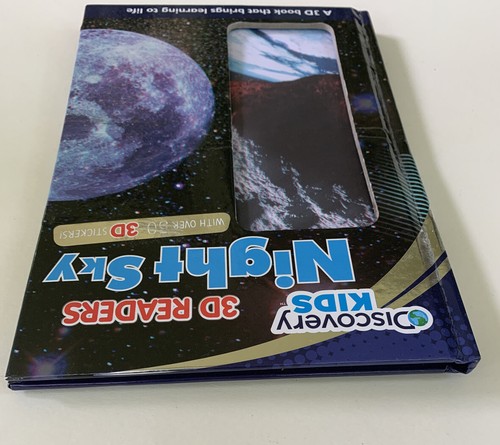 Discovery
KIDS
3D READERS
Night Sky
WITH OVER 50 3D STICKERS!
A 3D book that brings learning to life